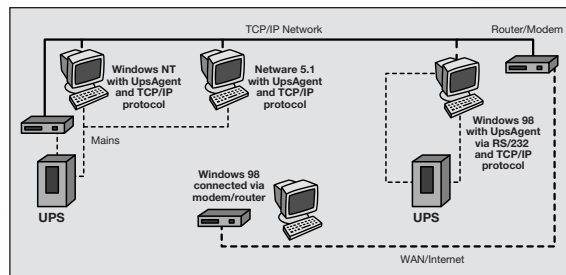 TCP/IP Network
Router/Modem
Windows NT
with UpsAgent
and TCP/IP
protocol
Netware 5.1
with UpsAgent
and TCP/IP
protocol
Windows 98
with UpsAgent
via RS/232
and TCP/IP
protocol
Mains
Windows 98
connected via
modem/router
UPS
UPS
WAN/Internet